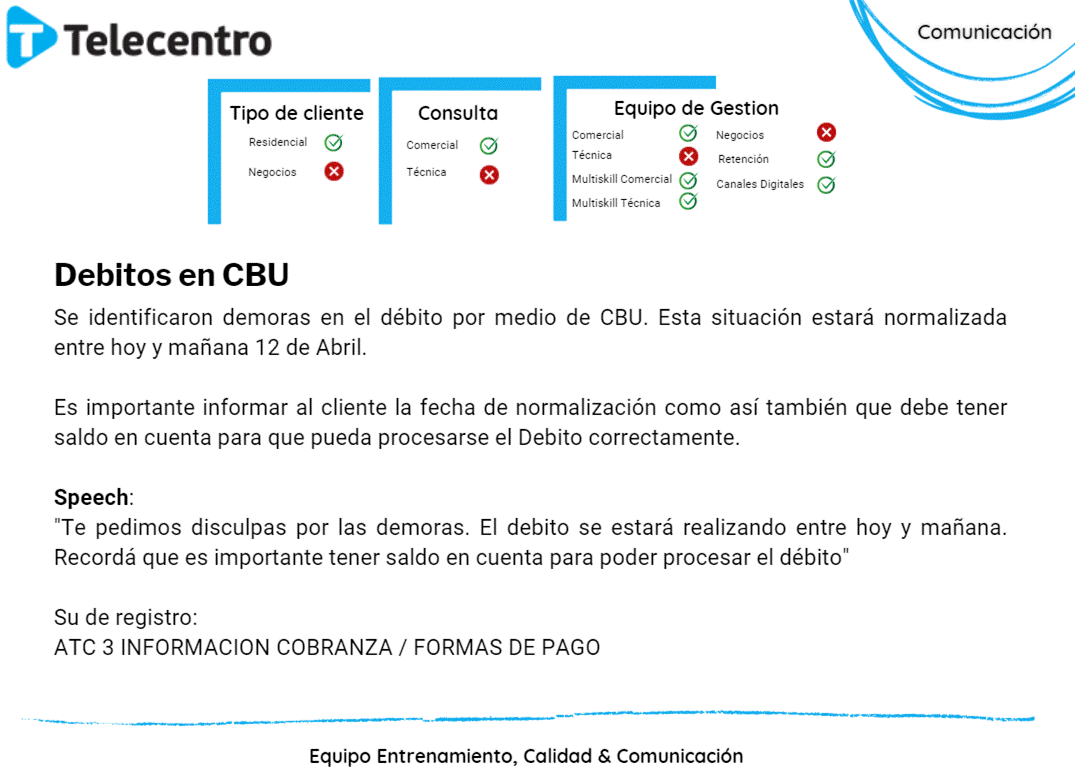 Telecentro
Comunicación
Tipo de cliente
Residencial
Negocios
Consulta
Comercial
Técnica
Equipo de Gestion
Comercial
Técnica
Multiskill Comercial
Multiskill Técnica
Negocios
Retención
Canales Digitales
Debitos en CBU
Se identificaron demoras en el débito por medio de CBU. Esta situación estará normalizada
entre hoy y mañana 12 de Abril.
Es importante informar al cliente la fecha de normalización como así también que debe tener
saldo en cuenta para que pueda procesarse el Debito correctamente.
Speech:
"Te pedimos disculpas por las demoras. El debito se estará realizando entre hoy y mañana.
Recordá que es importante tener saldo en cuenta para poder procesar el débito"
Su de registro:
ATC 3 INFORMACION COBRANZA / FORMAS DE PAGO
Equipo Entrenamiento, Calidad & Comunicación